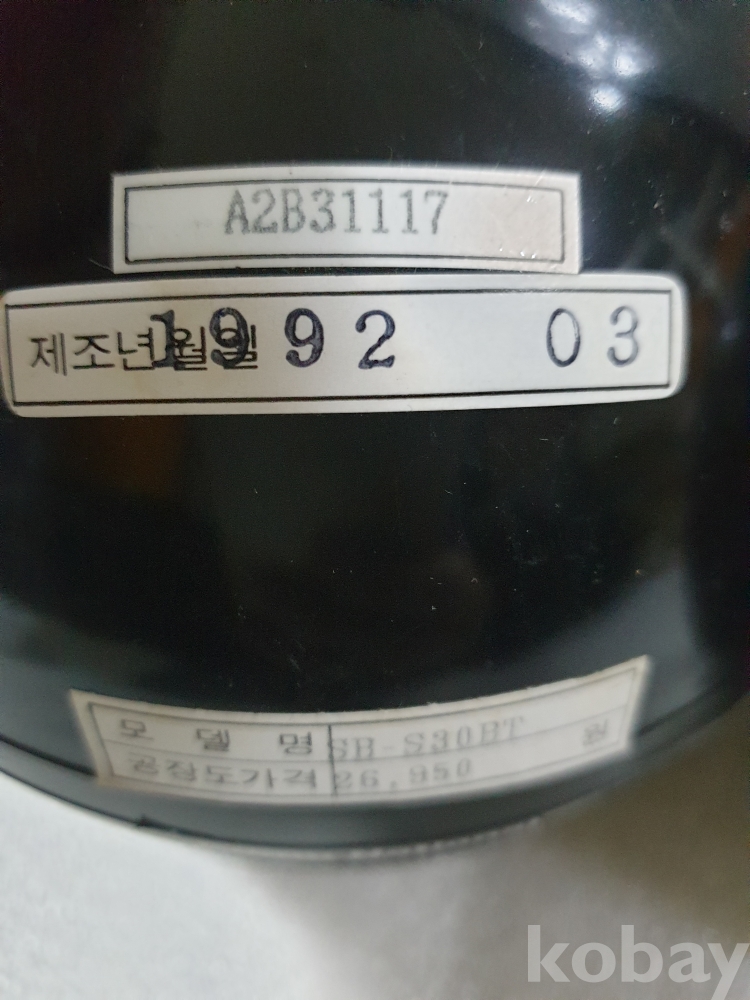 A2B31117
제조년월일 1992 03
모델명 SB-S30BT
공장도가격 26,950 원
kobay